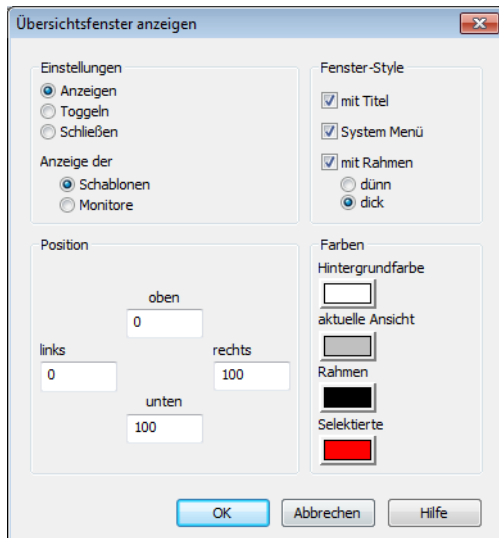 Übersichtsfenster anzeigen
Einstellungen
Anzeigen
Toggeln
Schließen
Anzeige der
Schablonen
Monitore
Fenster-Style
mit Titel
System Menü
mit Rahmen
dünn
dick
Position
oben
0
links
rechts
0
100
unten
100
Farben
Hintergrundfarbe
aktuelle Ansicht
Rahmen
Selektierte
OK
Abbrechen
Hilfe